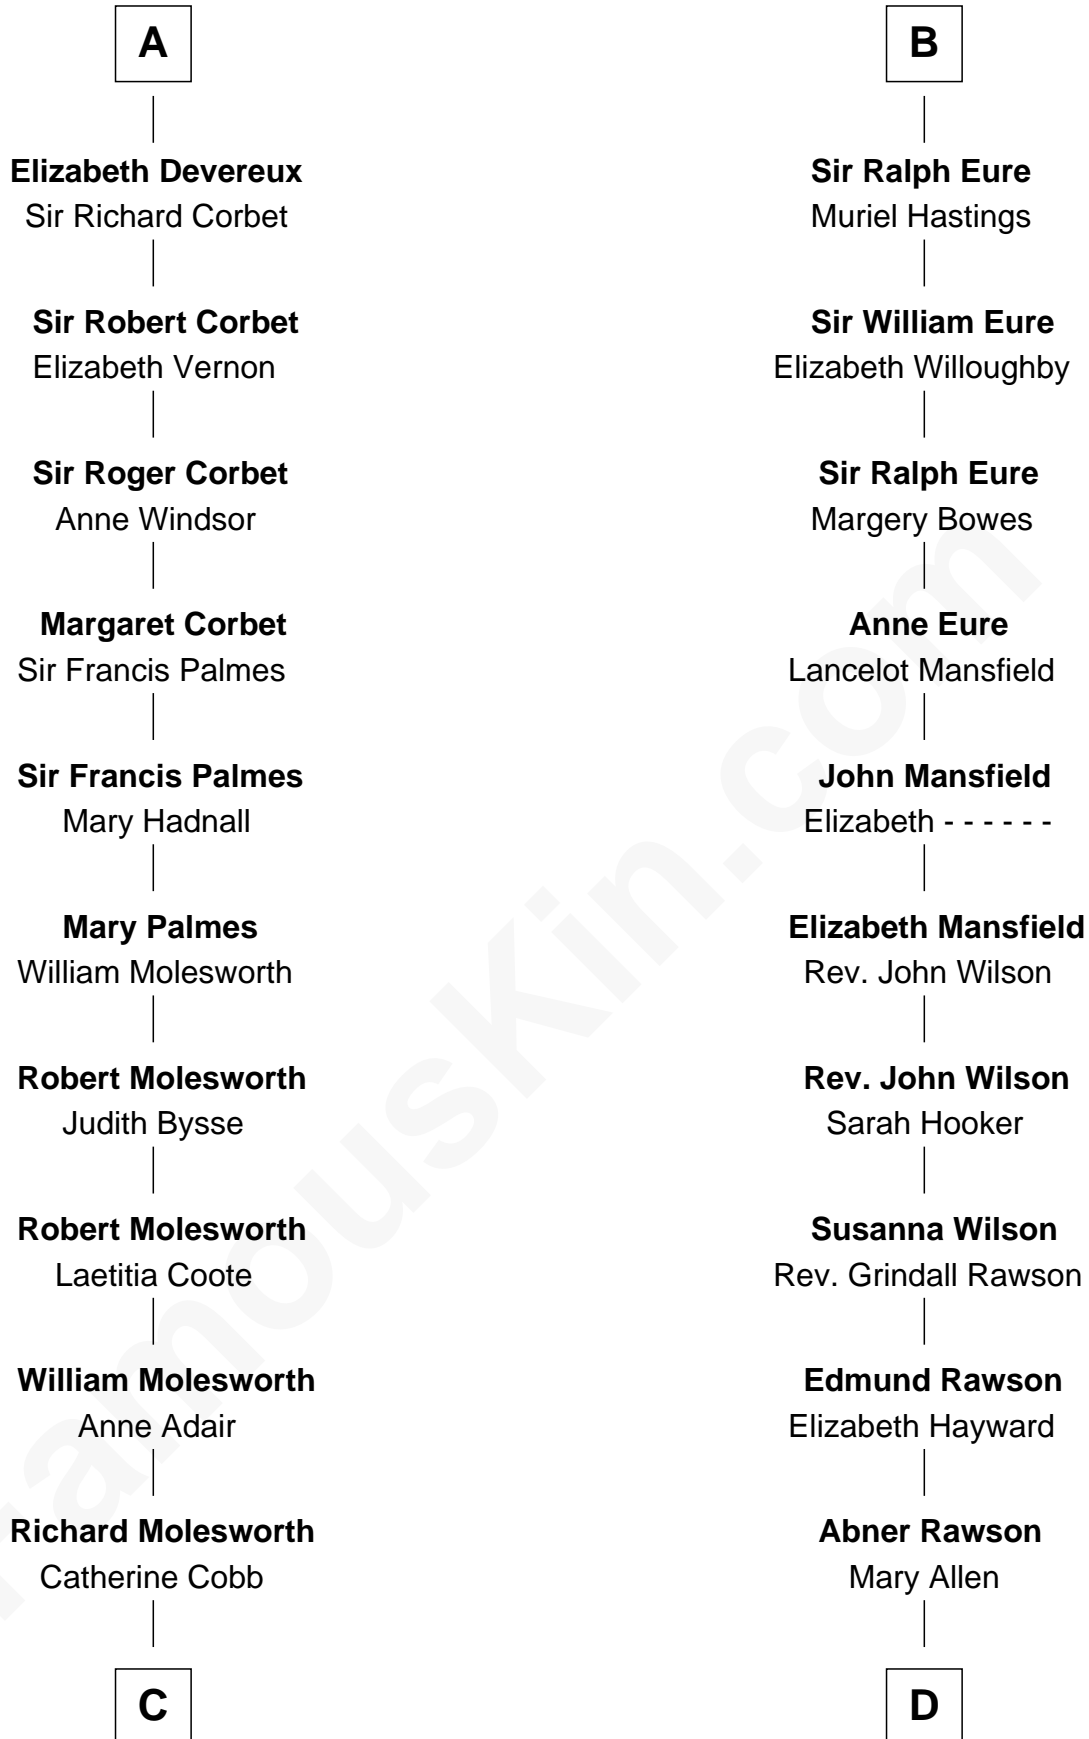 A
Elizabeth Devereux
Sir Richard Corbet
Sir Robert Corbet
Elizabeth Vernon
Sir Roger Corbet
Anne Windsor
Margaret Corbet
Sir Francis Palmes
Sir Francis Palmes
Mary Hadnall
Mary Palmes
William Molesworth
Robert Molesworth
Judith Bysse
Robert Molesworth
Laetitia Coote
William Molesworth
Anne Adair
Richard Molesworth
Catherine Cobb
C
B
Sir Ralph Eure
Muriel Hastings
Sir William Eure
Elizabeth Willoughby
Sir Ralph Eure
Margery Bowes
Anne Eure
Lancelot Mansfield
John Mansfield
Elizabeth - - - - - -
Elizabeth Mansfield
Rev. John Wilson
Rev. John Wilson
Sarah Hooker
Susanna Wilson
Rev. Grindall Rawson
Edmund Rawson
Elizabeth Hayward
Abner Rawson
Mary Allen
D
FamousKin.com